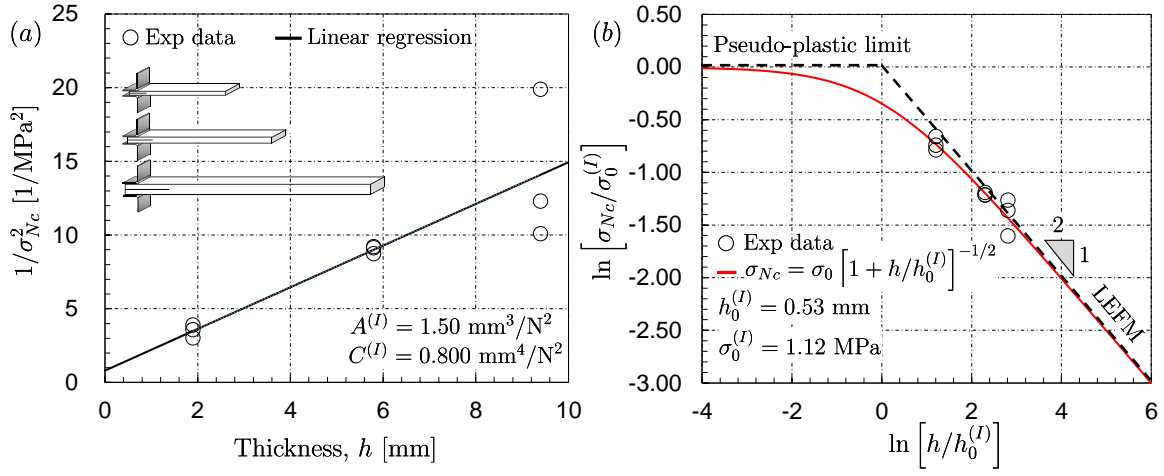 (a)
Exp data
Linear regression
25
20
15
10
5
0
1/σ²_{Nc} [1/MPa²]
A^{(I)} = 1.50 mm³/N²
C^{(I)} = 0.800 mm⁴/N²
0 2 4 6 8 10
Thickness, h [mm]
(b)
Pseudo-plastic limit
0.50
0.00
-0.50
-1.00
-1.50
-2.00
-2.50
-3.00
ln [σ_{Nc}/σ_0^{(I)}]
2
1
Exp data
σ_{Nc} = σ_0 [1 + h/h_0^{(I)}]^{-1/2}
h_0^{(I)} = 0.53 mm
σ_0^{(I)} = 1.12 MPa
LEFM
-4 -2 0 2 4 6
ln [h/h_0^{(I)}]